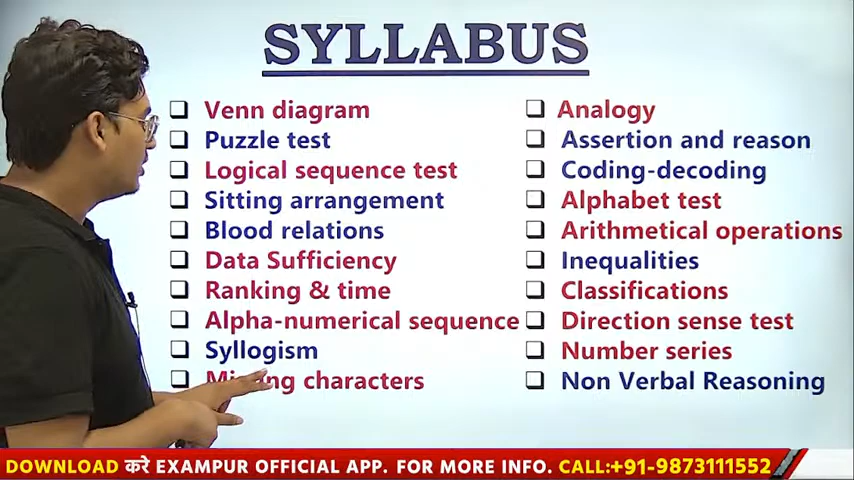 SYLLABUS
❑ Venn diagram
❑ Puzzle test
❑ Logical sequence test
❑ Sitting arrangement
❑ Blood relations
❑ Data Sufficiency
❑ Ranking & time
❑ Alpha-numerical sequence
❑ Syllogism
❑ characters
❑ Analogy
❑ Assertion and reason
❑ Coding-decoding
❑ Alphabet test
❑ Arithmetical operations
❑ Inequalities
❑ Classifications
❑ Direction sense test
❑ Number series
❑ Non Verbal Reasoning
DOWNLOAD करे EXAMPUR OFFICIAL APP. FOR MORE INFO. CALL:+91-9873111552